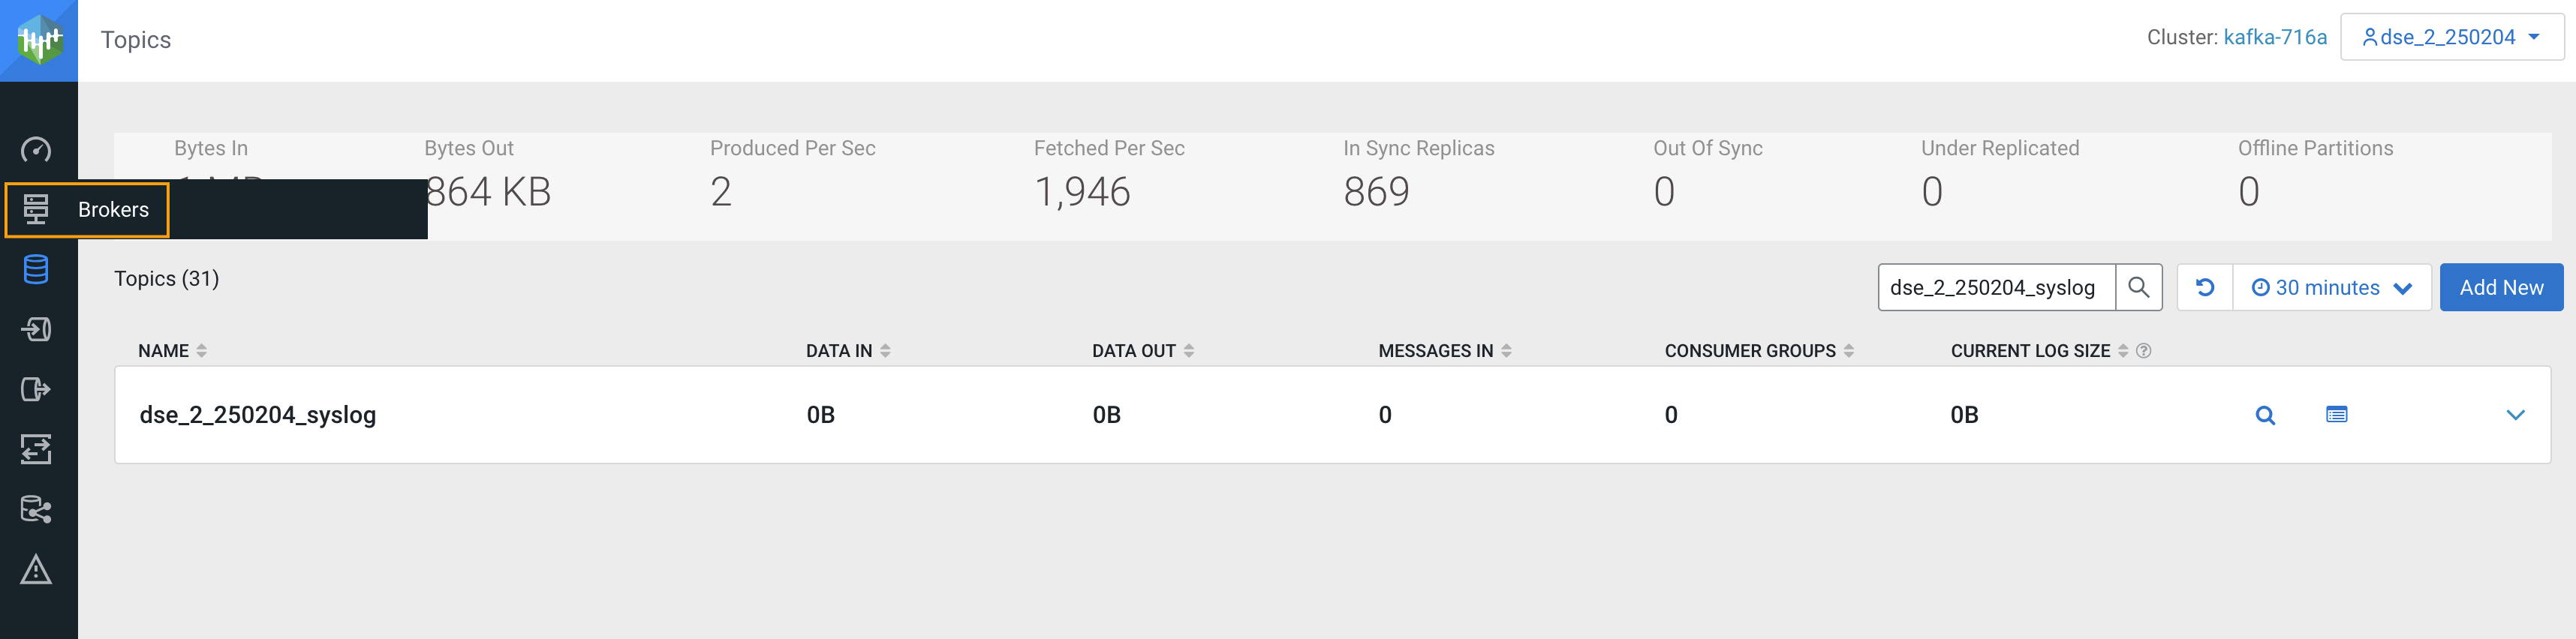 Topics
Cluster: kafka-716a
dse_2_250204
Bytes In Bytes Out Produced Per Sec Fetched Per Sec In Sync Replicas Out Of Sync Under Replicated Offline Partitions
864 KB 2 1,946 869 0 0 0
Brokers
Topics (31)
dse_2_250204_syslog
30 minutes
Add New
NAME DATA IN DATA OUT MESSAGES IN CONSUMER GROUPS CURRENT LOG SIZE
dse_2_250204_syslog 0B 0B 0 0 0B